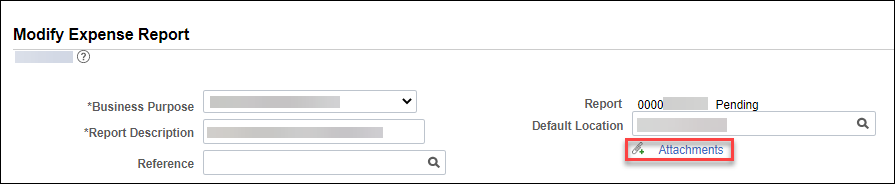 Modify Expense Report
*Business Purpose
Report 0000 Pending
*Report Description
Default Location
Attachments
Reference